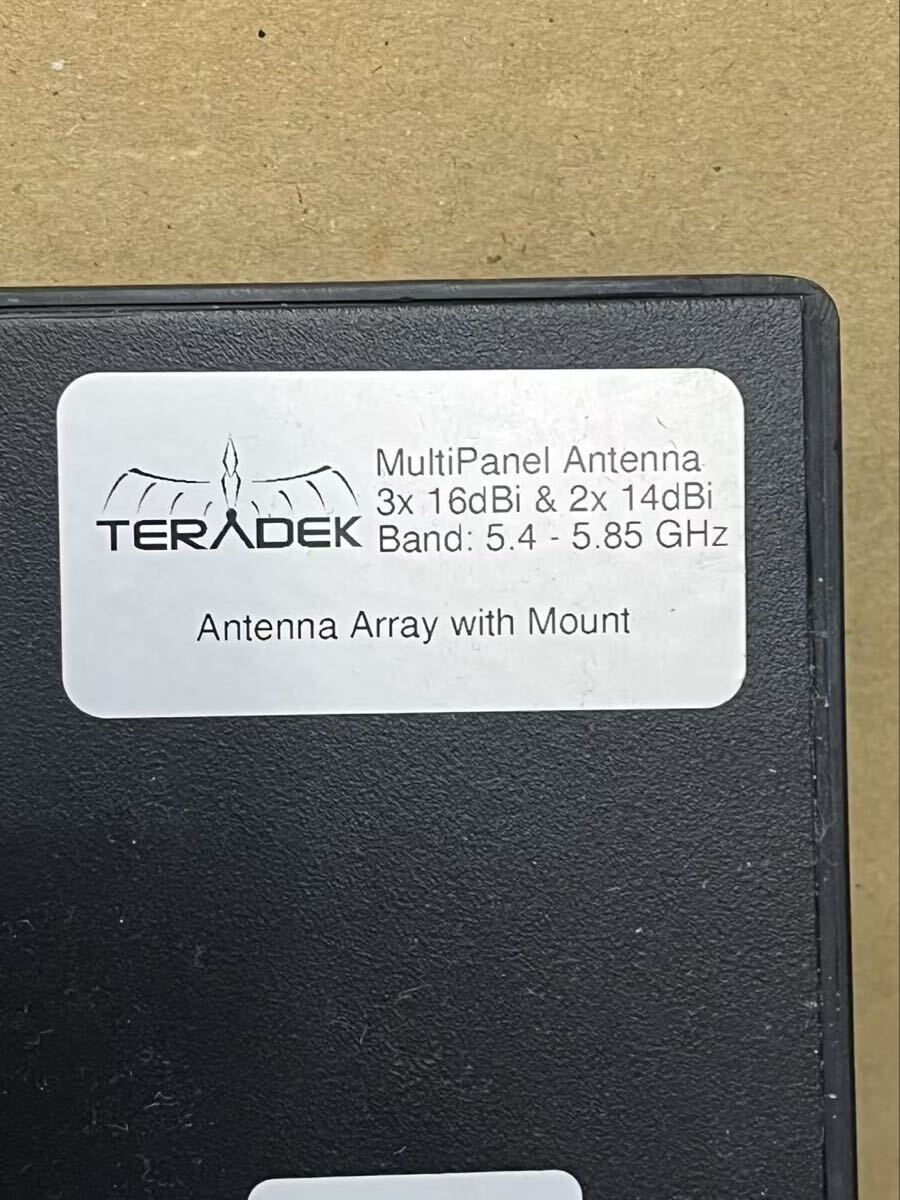 TERADEK
MultiPanel Antenna
3x 16dBi & 2x 14dBi
Band: 5.4 - 5.85 GHz
Antenna Array with Mount